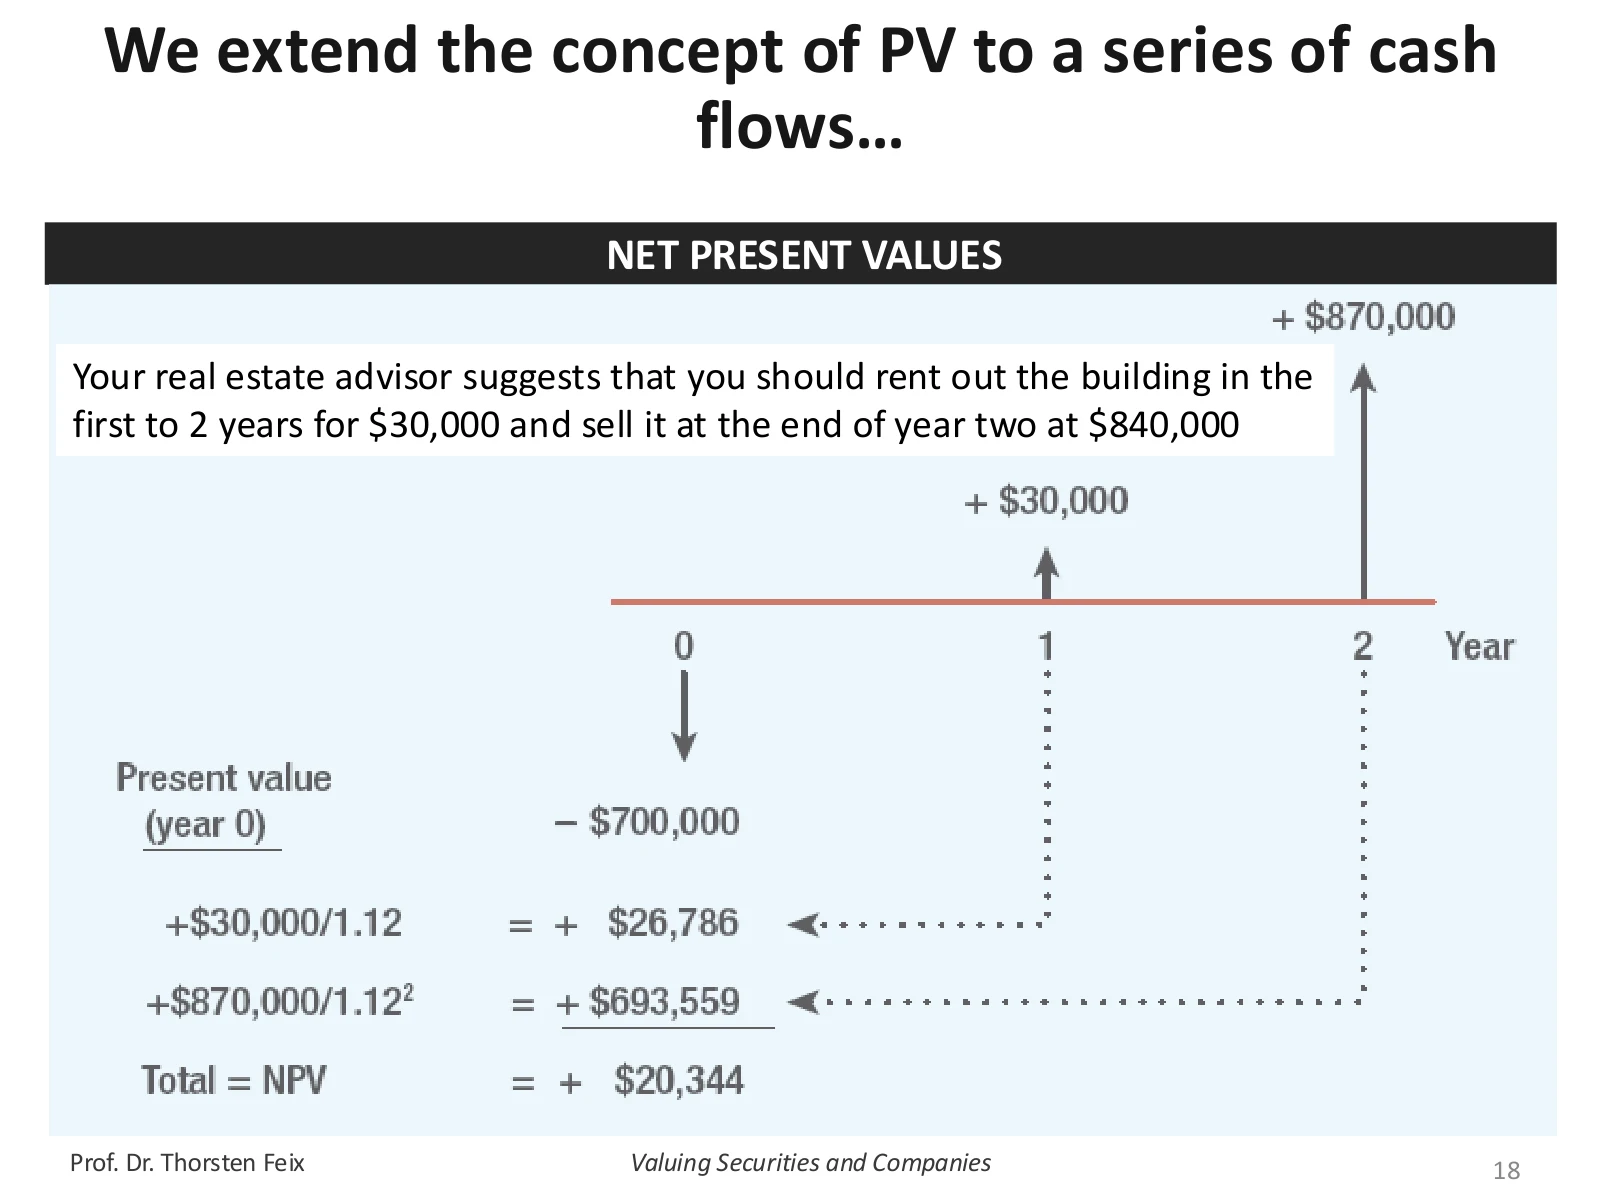 We extend the concept of PV to a series of cash
flows…
NET PRESENT VALUES
+ $870,000
Your real estate advisor suggests that you should rent out the building in the
first to 2 years for $30,000 and sell it at the end of year two at $840,000
+ $30,000
0 1 2 Year
Present value
(year 0)
– $700,000
+$30,000/1.12 = + $26,786
+$870,000/1.12² = + $693,559
Total = NPV = + $20,344
Prof. Dr. Thorsten Feix Valuing Securities and Companies 18